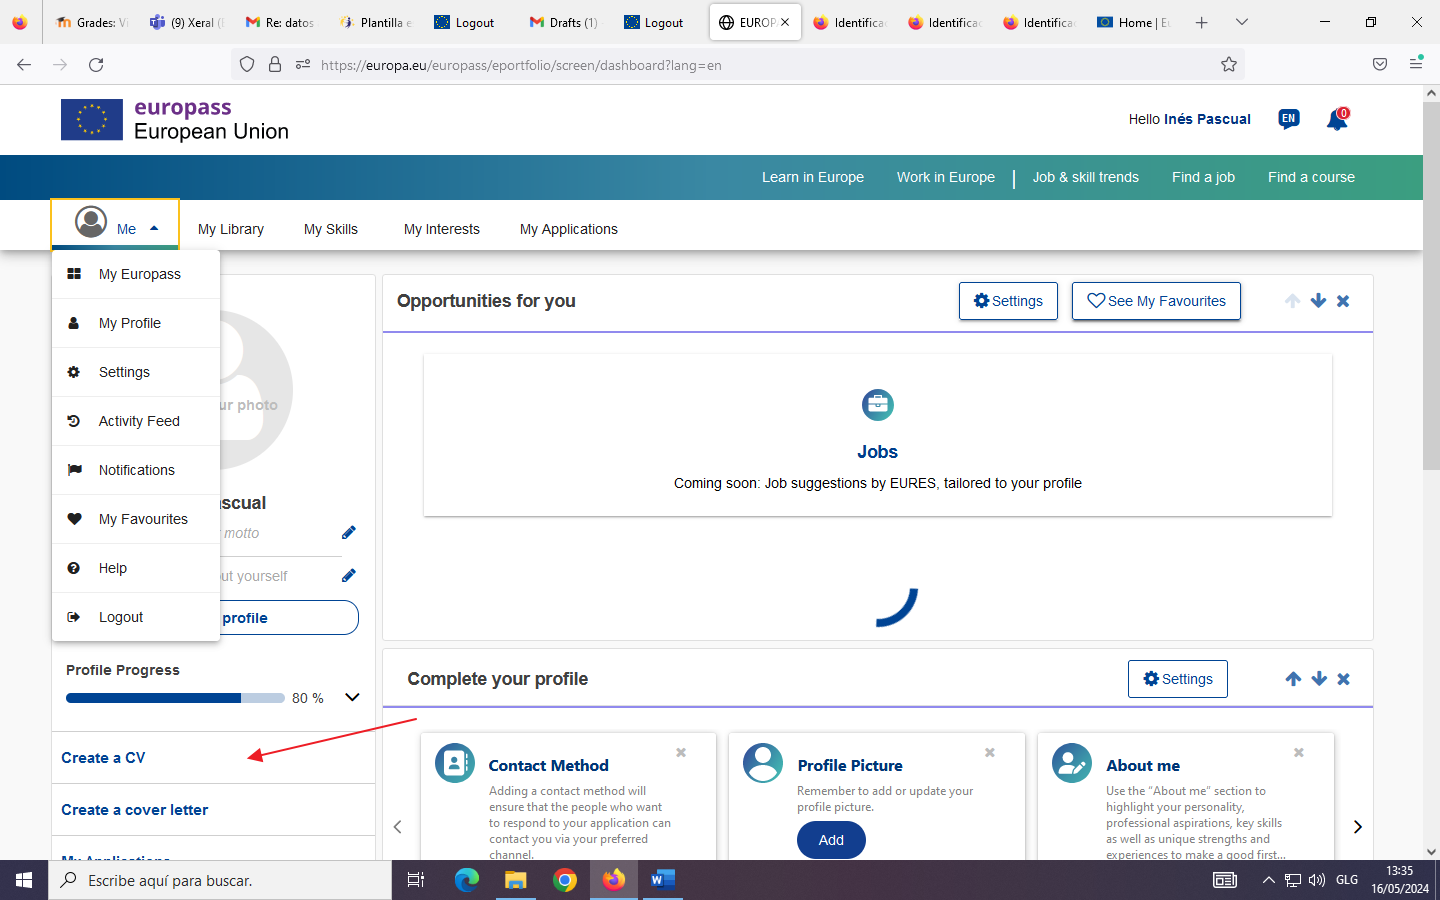 Grades: Vi
(9) Xeral (
Re: datos
Plantilla e
Logout
Drafts (1)
Logout
EUROP
Identifica
Identifica
Identifica
Home | Eu
https://europa.eu/europass/eportfolio/screen/dashboard?lang=en
europass
European Union
Hello Inés Pascual
EN
0
Learn in Europe
Work in Europe
Job & skill trends
Find a job
Find a course
Me
My Library
My Skills
My Interests
My Applications
My Europass
My Profile
Settings
Activity Feed
Notifications
My Favourites
Help
Logout
ur photo
ascual
motto
out yourself
profile
Profile Progress
80 %
Create a CV
Create a cover letter
My Applications
Opportunities for you
Settings
See My Favourites
Jobs
Coming soon: Job suggestions by EURES, tailored to your profile
Complete your profile
Settings
Contact Method
Adding a contact method will
ensure that the people who want
to respond to your application can
contact you via your preferred
channel.
Profile Picture
Remember to add or update your
profile picture.
Add
About me
Use the “About me” section to
highlight your personality,
professional aspirations, key skills
as well as unique strengths and
experiences to make a good first...
Escribe aquí para buscar.
GLG
13:35
16/05/2024